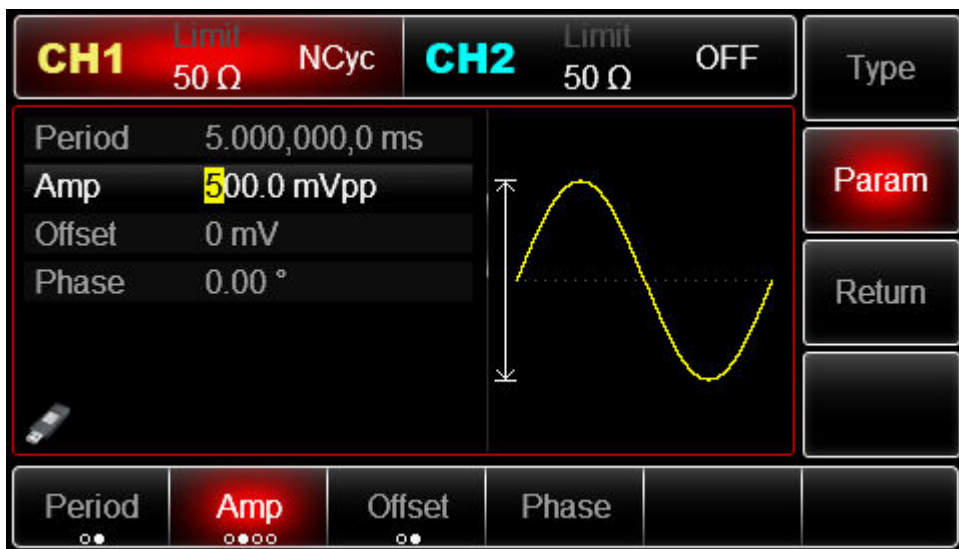 CH1 Limit 50 Ω NCyc CH2 Limit 50 Ω OFF
Type
Period 5.000,000,0 ms
Amp 500.0 mVpp
Offset 0 mV
Phase 0.00 °
Param
Return
Period Amp Offset Phase